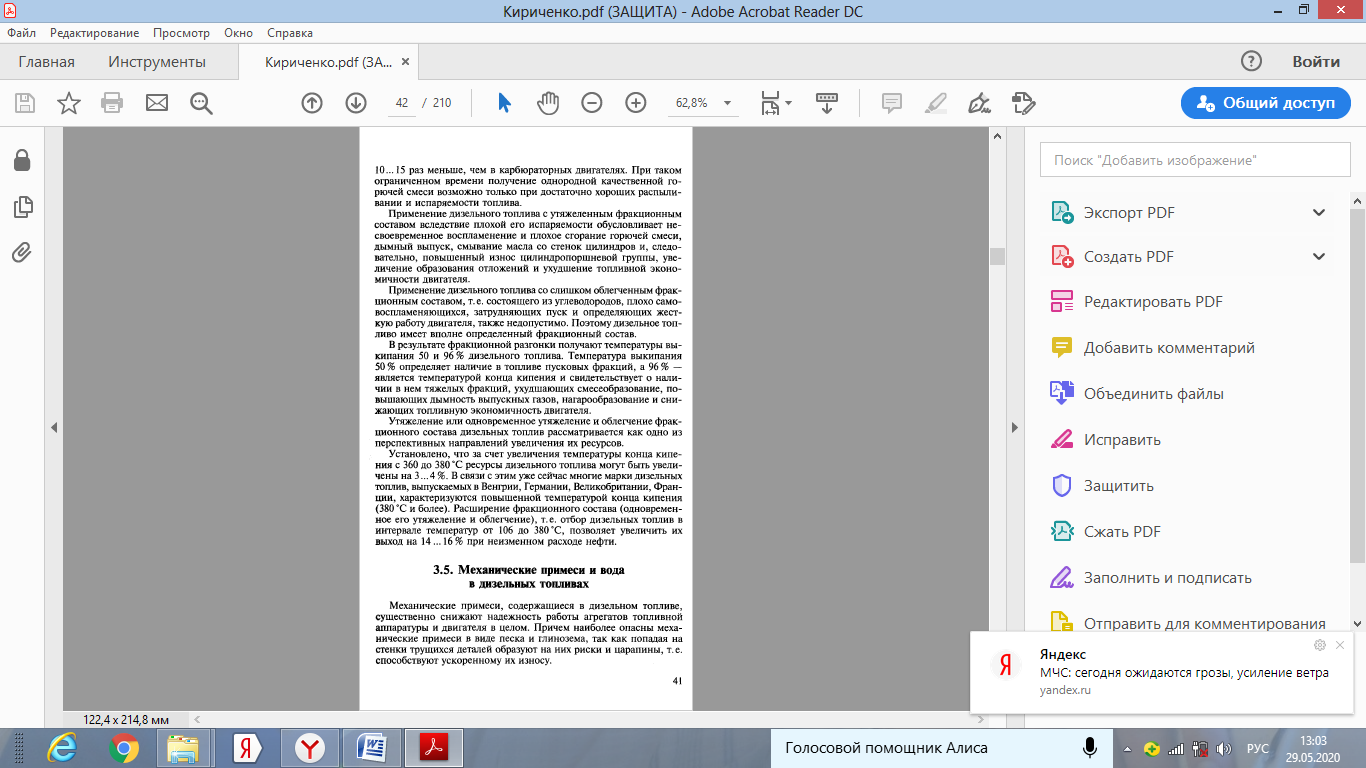 Кириченко.pdf (ЗАЩИТА) - Adobe Acrobat Reader DC
Файл Редактирование Просмотр Окно Справка
Главная Инструменты Кириченко.pdf (ЗА... × Войти
42 / 210 62,8% Общий доступ
10...15 раз меньше, чем в карбюраторных двигателях. При таком
ограниченном времени получение однородной качественной го-
рючей смеси возможно только при достаточно хороших распыли-
вании и испаряемости топлива.
Применение дизельного топлива с утяжеленным фракционным
составом вследствие плохой его испаряемости обусловливает не-
своевременное воспламенение и плохое сгорание горючей смеси,
дымный выпуск, смывание масла со стенок цилиндров и, следо-
вательно, повышенный износ цилиндропоршневой группы, уве-
личение образования отложений и ухудшение топливной эконо-
мичности двигателя.
Применение дизельного топлива со слишком облегченным фрак-
ционным составом, т.е. состоящего из углеводородов, плохо само-
воспламеняющихся, затрудняющих пуск и определяющих жест-
кую работу двигателя, также недопустимо. Поэтому дизельное топ-
ливо имеет вполне определенный фракционный состав.
В результате фракционной разгонки получают температуры вы-
кипания 50 и 96 % дизельного топлива. Температура выкипания
50 % определяет наличие в топливе пусковых фракций, а 96 % —
является температурой конца кипения и свидетельствует о нали-
чии в нем тяжелых фракций, ухудшающих смесеобразование, по-
вышающих дымность выпускных газов, нагарообразование и сни-
жающих топливную экономичность двигателя.
Утяжеление или одновременное утяжеление и облегчение фрак-
ционного состава дизельных топлив рассматривается как одно из
перспективных направлений увеличения их ресурсов.
Установлено, что за счет увеличения температуры конца кипе-
ния с 360 до 380 °С ресурсы дизельного топлива могут быть увели-
чены на 3...4 %. В связи с этим уже сейчас многие марки дизельных
топлив, выпускаемых в Венгрии, Германии, Великобритании, Фран-
ции, характеризуются повышенной температурой конца кипения
(380 °С и более). Расширение фракционного состава (одновремен-
ное его утяжеление и облегчение), т.е. отбор дизельных топлив в
интервале температур от 106 до 380 °С, позволяет увеличить их
выход на 14...16 % при неизменном расходе нефти.
3.5. Механические примеси и вода
в дизельных топливах
Механические примеси, содержащиеся в дизельном топливе,
существенно снижают надежность работы агрегатов топливной
аппаратуры и двигателя в целом. Причем наиболее опасны меха-
нические примеси в виде песка и глинозема, так как попадая на
стенки трущихся деталей образуют на них риски и царапины, т.е.
способствуют ускоренному их износу.
41
122,4 x 214,8 мм
Поиск "Добавить изображение"
Экспорт PDF
Создать PDF
Редактировать PDF
Добавить комментарий
Объединить файлы
Исправить
Защитить
Сжать PDF
Заполнить и подписать
Отправить для комментирования
Яндекс
МЧС: сегодня ожидаются грозы, усиление ветра
yandex.ru
Голосовой помощник Алиса
РУС
13:03
29.05.2020